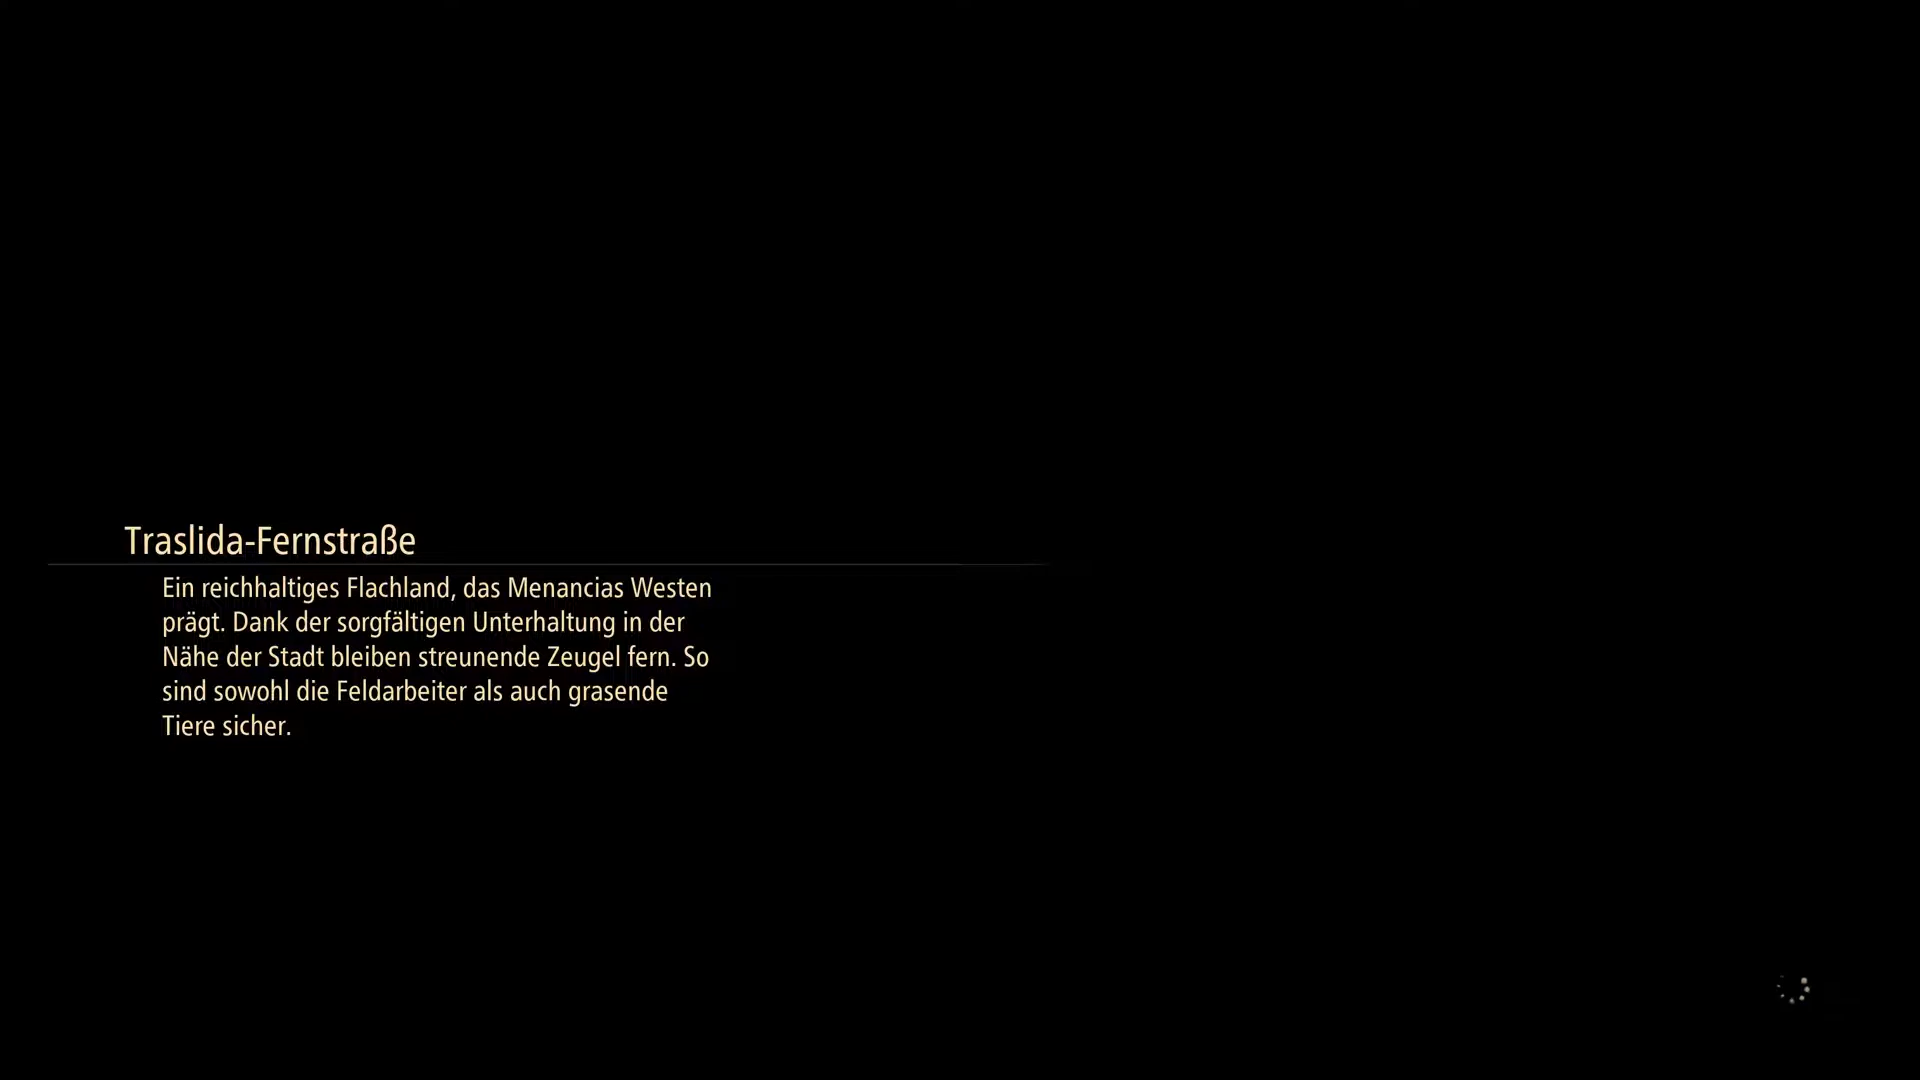 Traslida-Fernstraße
Ein reichhaltiges Flachland, das Menancias Westen
prägt. Dank der sorgfältigen Unterhaltung in der
Nähe der Stadt bleiben streunende Zeugel fern. So
sind sowohl die Feldarbeiter als auch grasende
Tiere sicher.